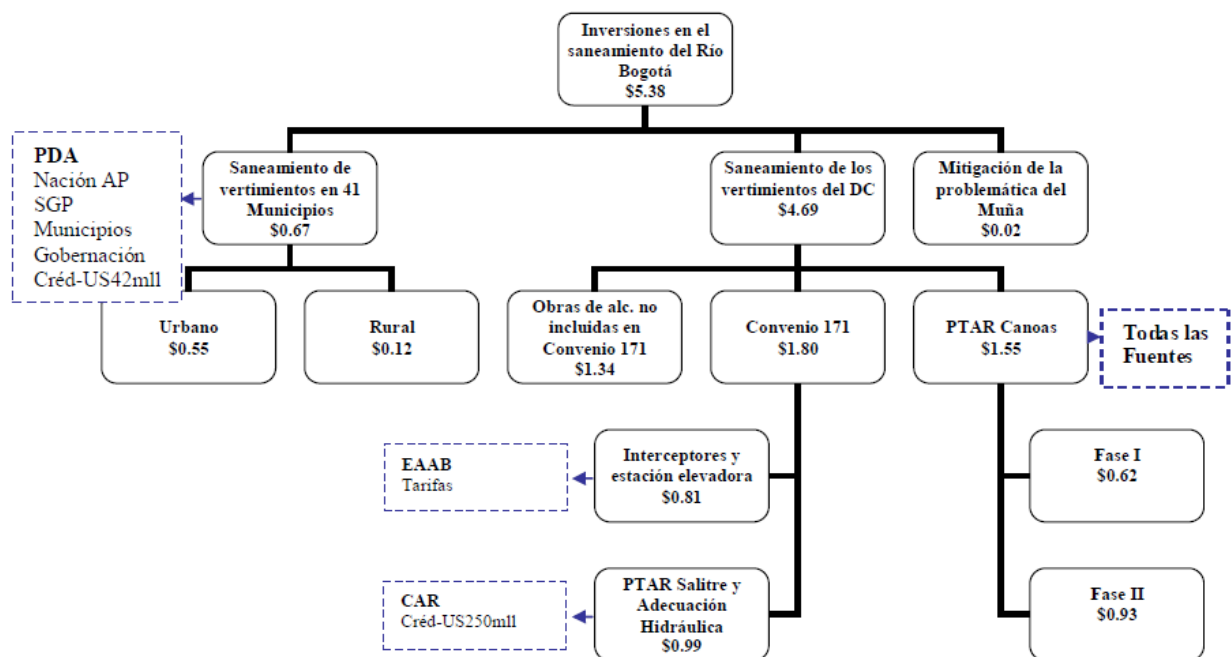 Inversiones en el
saneamiento del Río
Bogotá
$5.38
PDA
Nación AP
SGP
Municipios
Gobernación
Créd-US42mll
Saneamiento de
vertimientos en 41
Municipios
$0.67
Saneamiento de los
vertimientos del DC
$4.69
Mitigación de la
problemática del
Muña
$0.02
Urbano
$0.55
Rural
$0.12
Obras de alc. no
incluidas en
Convenio 171
$1.34
Convenio 171
$1.80
PTAR Canoas
$1.55
Todas las
Fuentes
EAAB
Tarifas
Interceptores y
estación elevadora
$0.81
Fase I
$0.62
CAR
Créd-US250mll
PTAR Salitre y
Adecuación
Hidráulica
$0.99
Fase II
$0.93